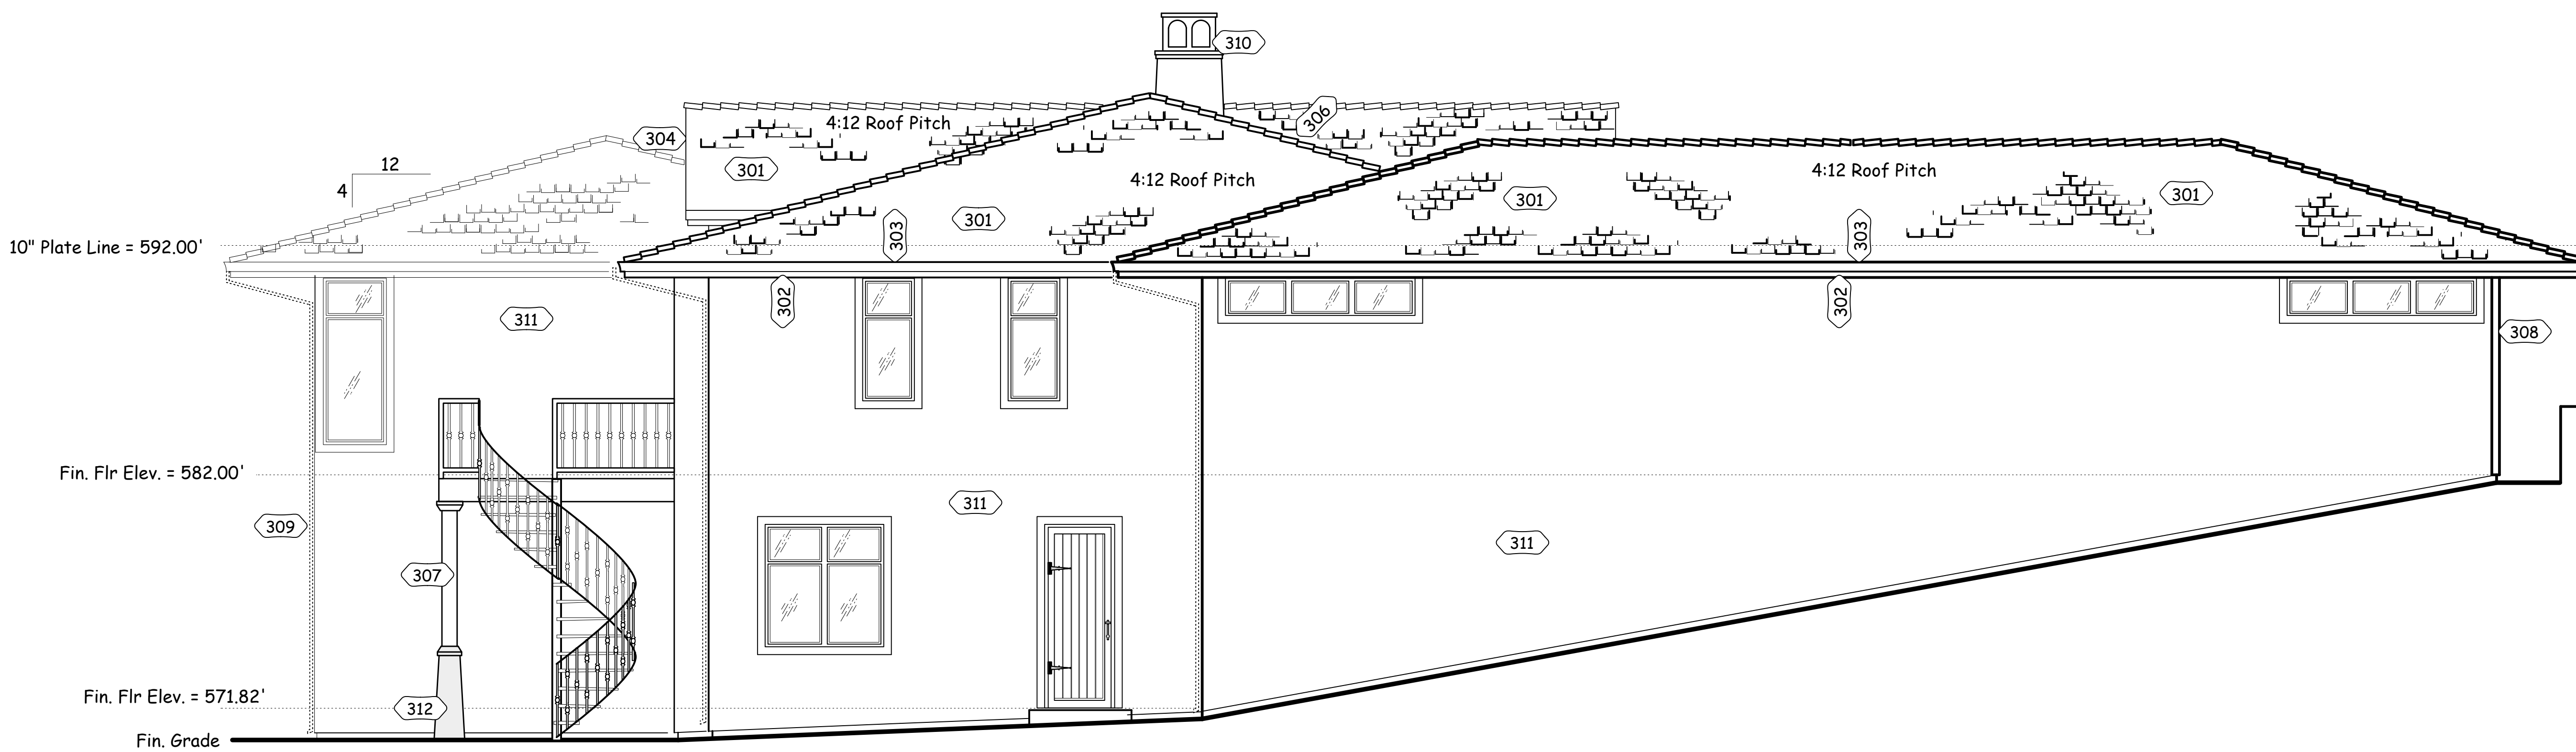 310
4:12 Roof Pitch
306
304
12
4
301
4:12 Roof Pitch
4:12 Roof Pitch
301
301
301
303
303
10" Plate Line = 592.00'
302
302
311
308
Fin. Flr Elev. = 582.00'
311
309
311
307
Fin. Flr Elev. = 571.82'
312
Fin. Grade